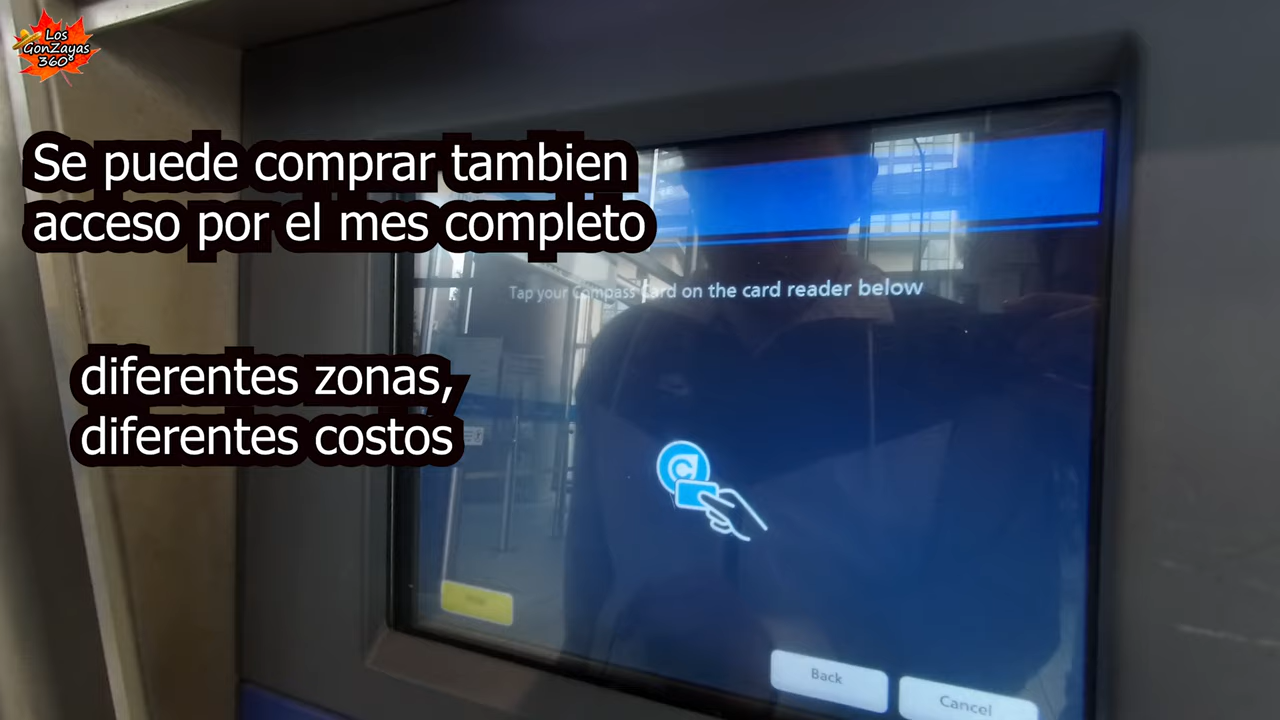 Los
GonZayas
360°
Se puede comprar tambien
acceso por el mes completo
Tap your Compass Card on the card reader below
diferentes zonas,
diferentes costos
Back
Cancel